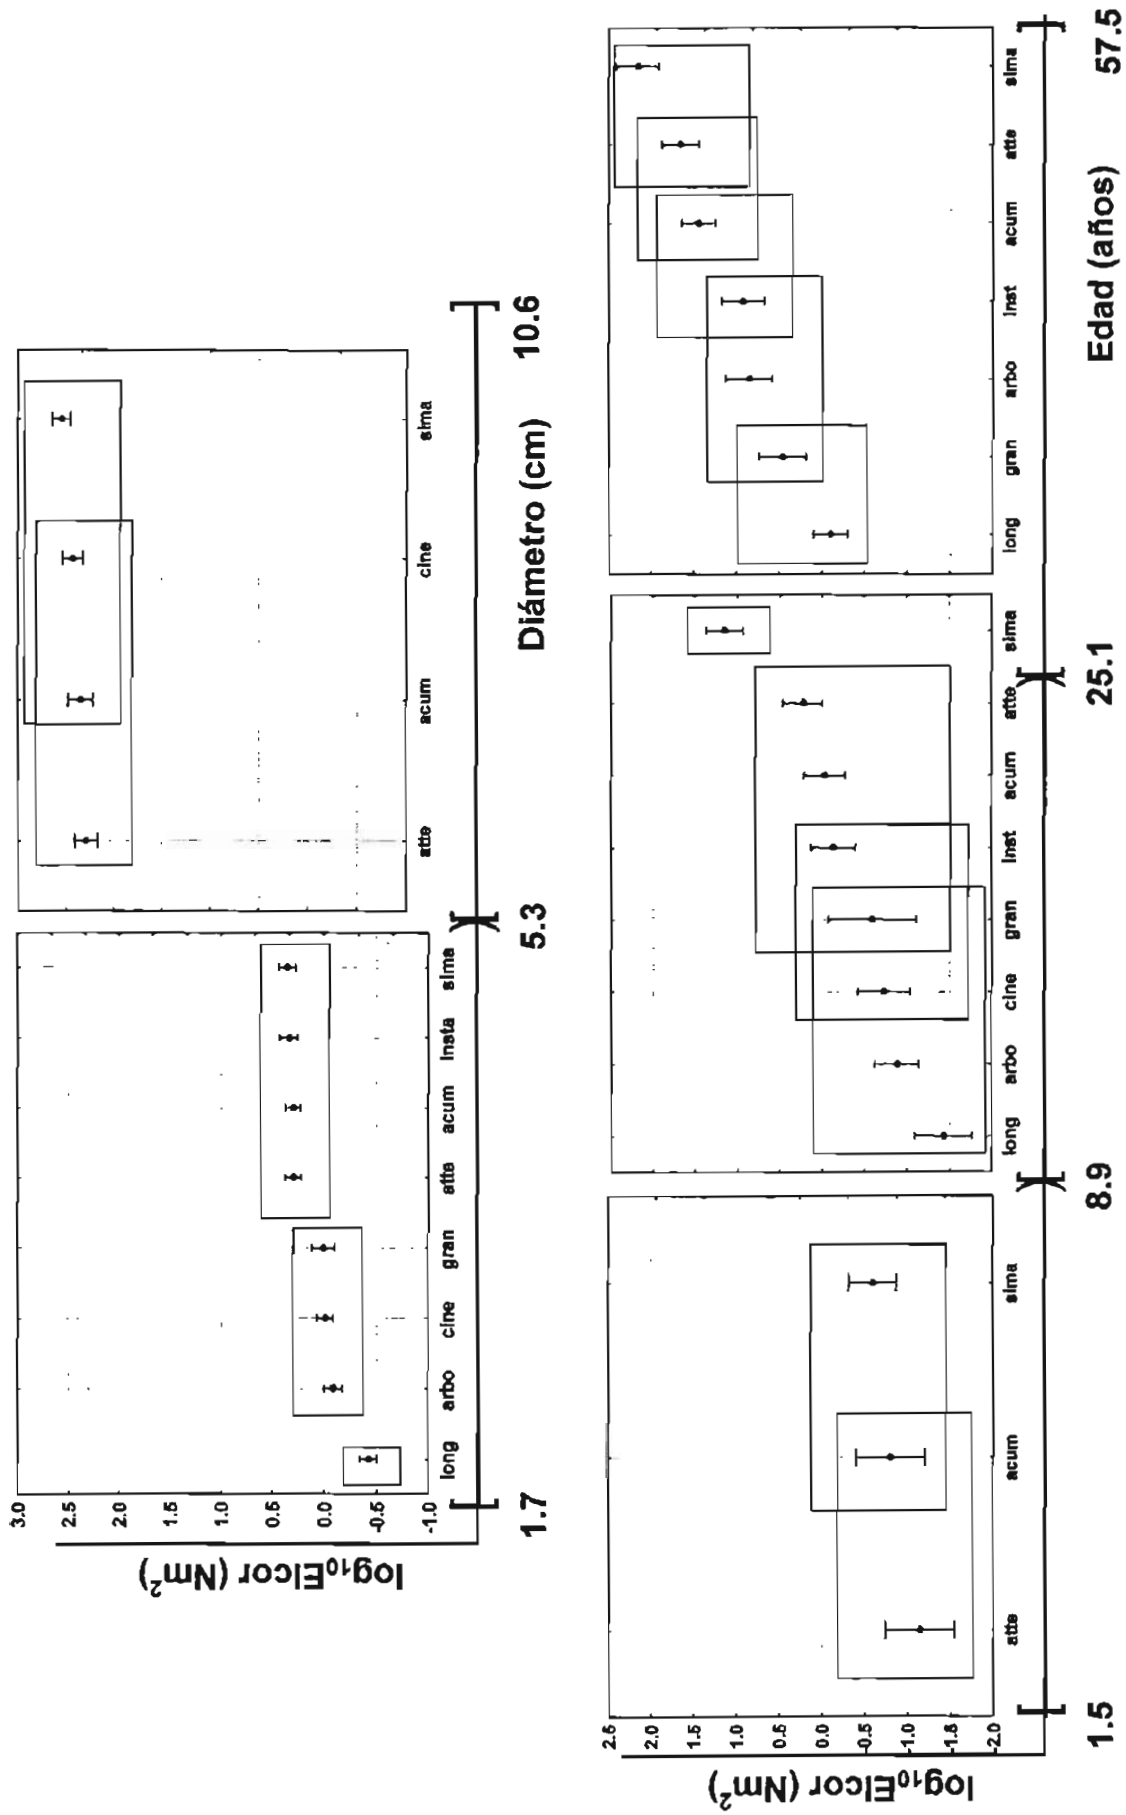 log₁₀EIcor (Nm²)
3.0
2.5
2.0
1.5
1.0
0.5
0.0
-0.5
-1.0
long arbo cine gran atte acum insta sima
atte acum cine sima
1.7 5.3 10.6
Diámetro (cm)
log₁₀EIcor (Nm²)
2.5
2.0
1.5
1.0
0.5
0.0
-0.5
-1.0
-1.5
-2.0
atte acum sima
long arbo cine gran inst acum atte sima
long gran arbo inst acum atte sima
1.5 8.9 25.1 57.5
Edad (años)